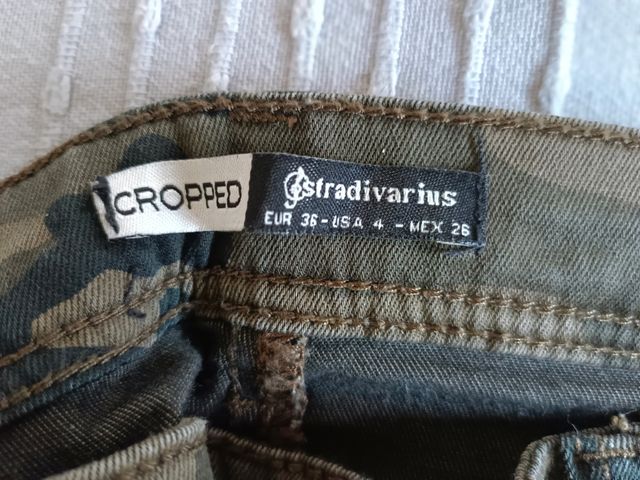 CROPPED
stradivarius
EUR 36 - USA 4 - MEX 26